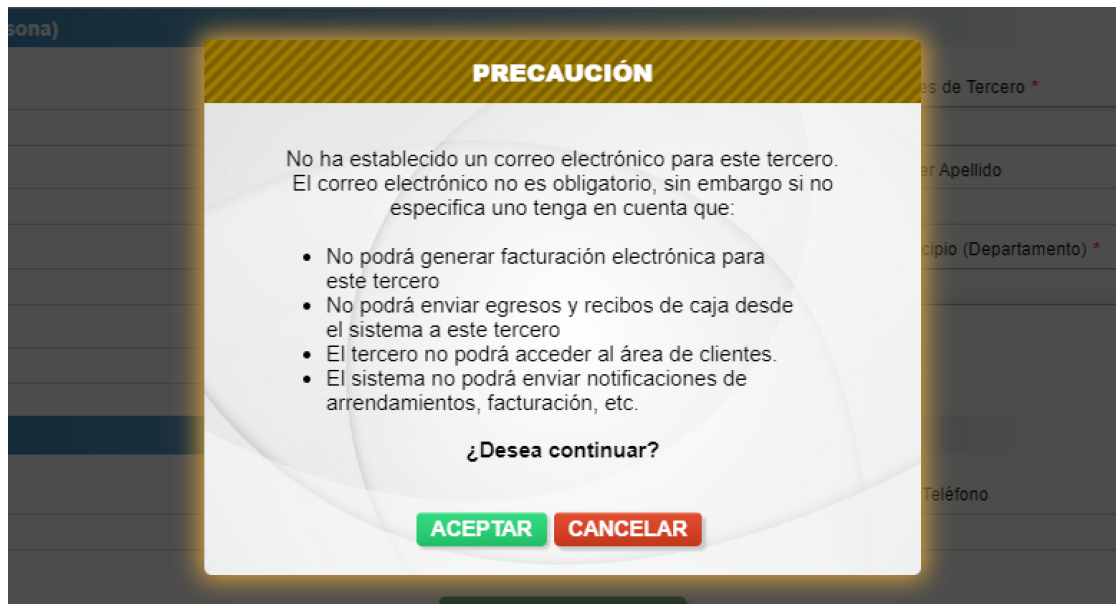 sona)
PRECAUCIÓN
es de Tercero *
No ha establecido un correo electrónico para este tercero.
El correo electrónico no es obligatorio, sin embargo si no
especifica uno tenga en cuenta que:
er Apellido
cipio (Departamento) *
• No podrá generar facturación electrónica para
este tercero
• No podrá enviar egresos y recibos de caja desde
el sistema a este tercero
• El tercero no podrá acceder al área de clientes.
• El sistema no podrá enviar notificaciones de
arrendamientos, facturación, etc.
¿Desea continuar?
Teléfono
ACEPTAR CANCELAR